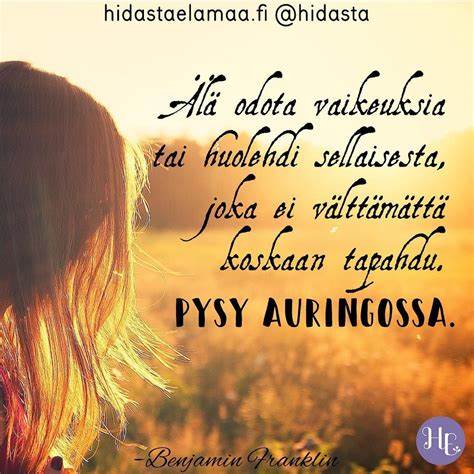 hidastaelamaa.fi @hidasta
Älä odota vaikeuksia
tai huolehdi sellaisesta,
joka ei välttämättä
koskaan tapahdu.
PYSY AURINGOSSA.
-Benjamin Franklin
HE